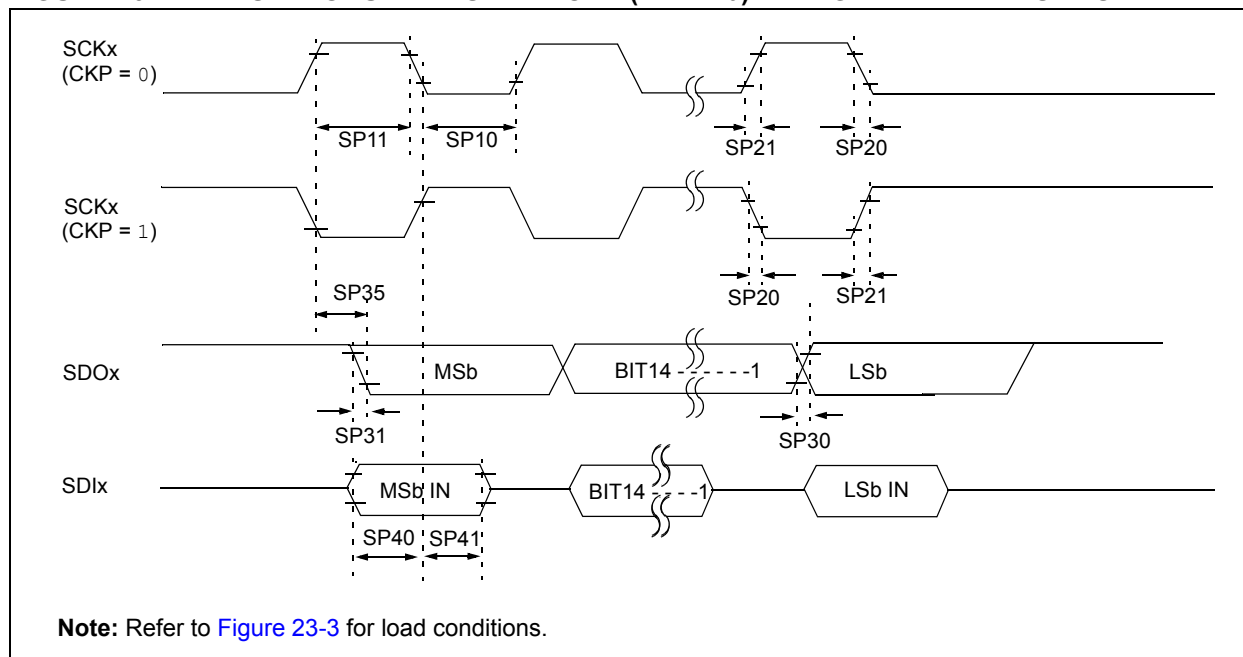 SCKx
(CKP = 0)
SP11
SP10
SP21
SP20
SCKx
(CKP = 1)
SP35
SP20
SP21
SDOx
MSb
BIT14 - - - - - - -1
LSb
SP31
SP30
SDIx
MSb IN
BIT14 - - - - -1
LSb IN
SP40
SP41
Note: Refer to Figure 23-3 for load conditions.